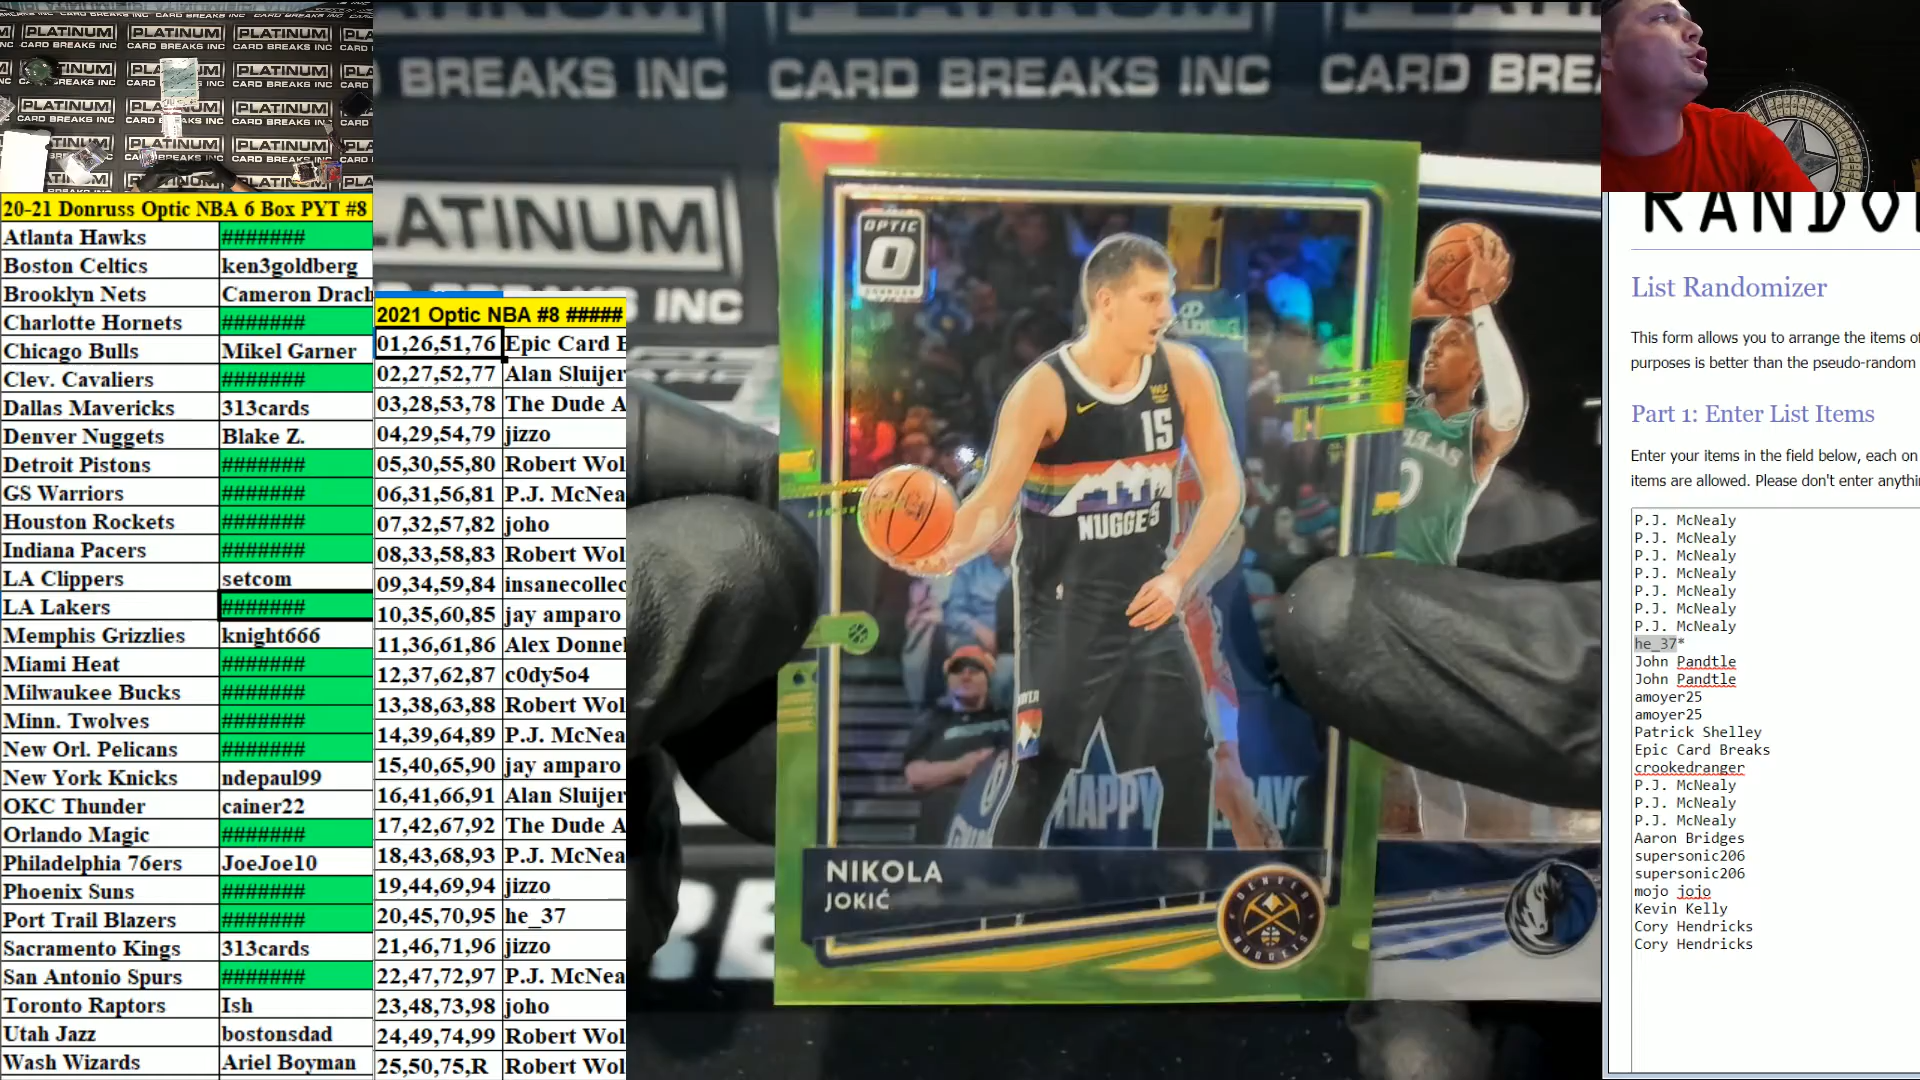 PLATINUM PLATINUM PLATINUM
CARD BREAKS INC CARD BREAKS INC CARD BREAKS INC
BREAKS INC CARD BREAKS INC CARD BRE
PLATINUM
INC
20-21 Donruss Optic NBA 6 Box PYT #8
Atlanta Hawks #######
Boston Celtics ken3goldberg
Brooklyn Nets Cameron Drach
Charlotte Hornets #######
Chicago Bulls Mikel Garner
Clev. Cavaliers #######
Dallas Mavericks 313cards
Denver Nuggets Blake Z.
Detroit Pistons #######
GS Warriors #######
Houston Rockets #######
Indiana Pacers #######
LA Clippers setcom
LA Lakers #######
Memphis Grizzlies knight666
Miami Heat #######
Milwaukee Bucks #######
Minn. Twolves #######
New Orl. Pelicans #######
New York Knicks ndepaul99
OKC Thunder cainer22
Orlando Magic #######
Philadelphia 76ers JoeJoe10
Phoenix Suns #######
Port Trail Blazers #######
Sacramento Kings 313cards
San Antonio Spurs #######
Toronto Raptors Ish
Utah Jazz bostonsdad
Wash Wizards Ariel Boyman
2021 Optic NBA #8 #####
01,26,51,76 Epic Card E
02,27,52,77 Alan Sluijer
03,28,53,78 The Dude A
04,29,54,79 jizzo
05,30,55,80 Robert Wol
06,31,56,81 P.J. McNea
07,32,57,82 joho
08,33,58,83 Robert Wol
09,34,59,84 insanecollec
10,35,60,85 jay amparo
11,36,61,86 Alex Donnel
12,37,62,87 c0dy5o4
13,38,63,88 Robert Wol
14,39,64,89 P.J. McNea
15,40,65,90 jay amparo
16,41,66,91 Alan Sluijer
17,42,67,92 The Dude A
18,43,68,93 P.J. McNea
19,44,69,94 jizzo
20,45,70,95 he_37
21,46,71,96 jizzo
22,47,72,97 P.J. McNea
23,48,73,98 joho
24,49,74,99 Robert Wol
25,50,75,R Robert Wol
OPTIC
15
NUGGETS
HAPPY
NIKOLA
JOKIĆ
DENVER
NUGGETS
RANDO
List Randomizer
This form allows you to arrange the items of
purposes is better than the pseudo-random
Part 1: Enter List Items
Enter your items in the field below, each on
items are allowed. Please don't enter anythi
P.J. McNealy
P.J. McNealy
P.J. McNealy
P.J. McNealy
P.J. McNealy
P.J. McNealy
P.J. McNealy
he_37*
John Pandtle
John Pandtle
amoyer25
amoyer25
Patrick Shelley
Epic Card Breaks
crookedranger
P.J. McNealy
P.J. McNealy
P.J. McNealy
Aaron Bridges
supersonic206
supersonic206
mojo jojo
Kevin Kelly
Cory Hendricks
Cory Hendricks